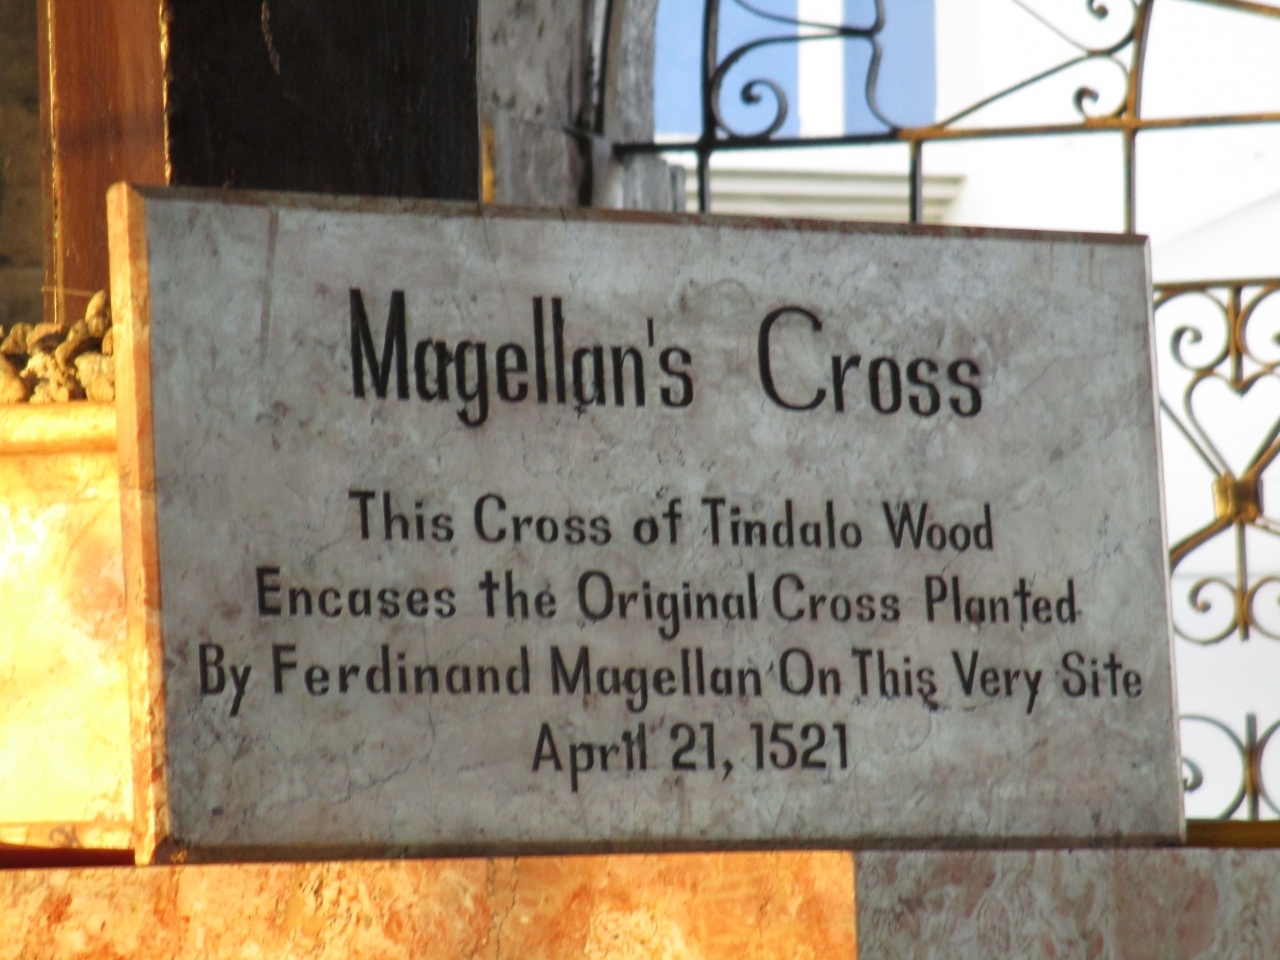 Magellan's Cross
This Cross of Tindalo Wood
Encases the Original Cross Planted
By Ferdinand Magellan On This Very Site
April 21, 1521